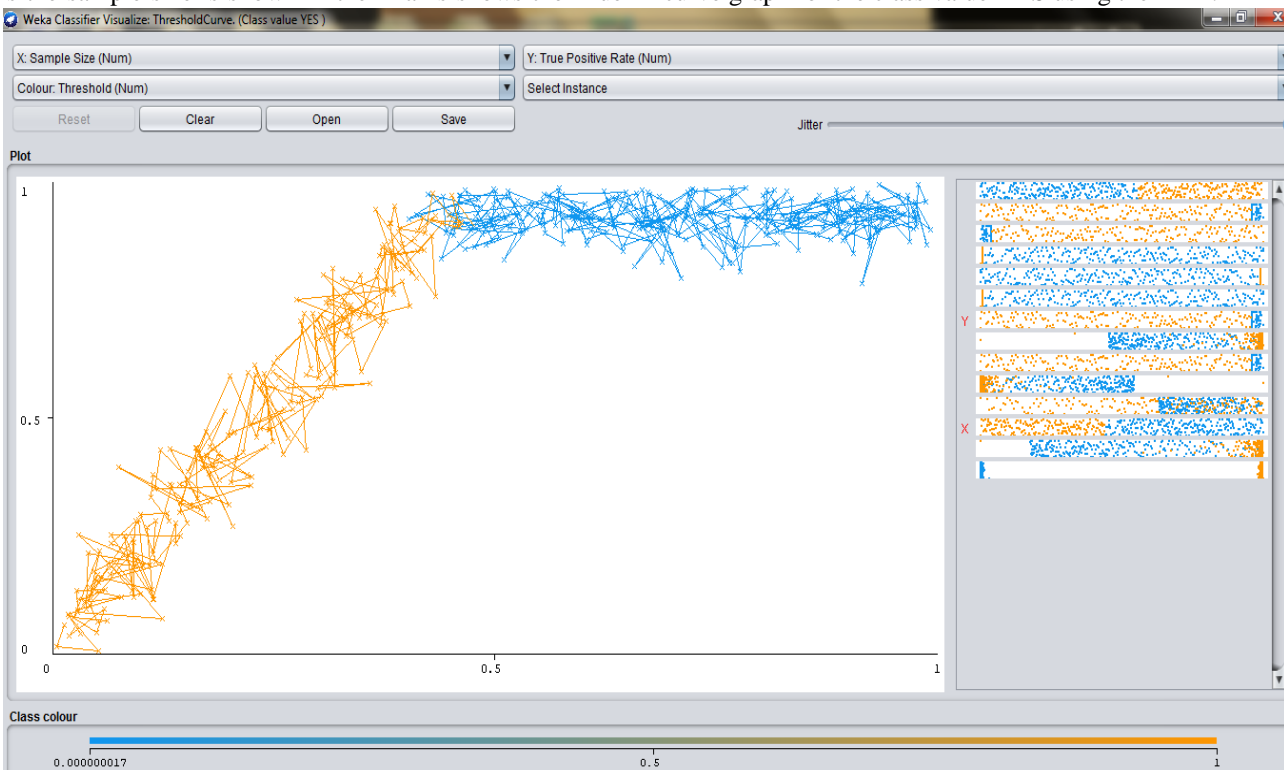 Weka Classifier Visualize: ThresholdCurve. (Class value YES )
X: Sample Size (Num)
Y: True Positive Rate (Num)
Colour: Threshold (Num)
Select Instance
Reset
Clear
Open
Save
Jitter
Plot
1
0.5
0
0
0.5
1
Y
X
Class colour
0.000000017
0.5
1